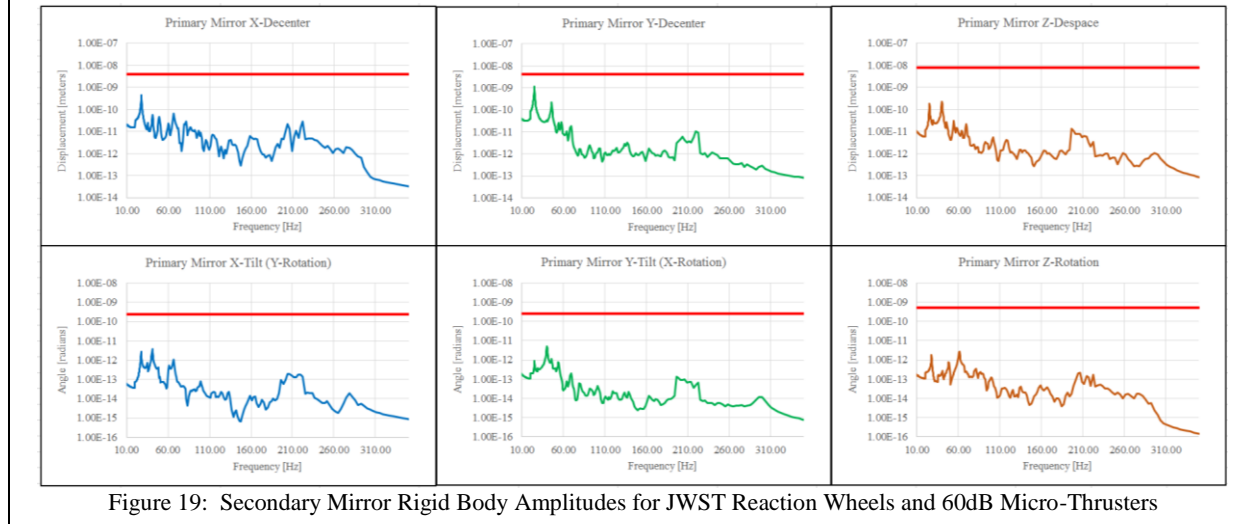 Primary Mirror X-Decenter
1.00E-07
1.00E-08
1.00E-09
1.00E-10
1.00E-11
1.00E-12
1.00E-13
1.00E-14
Displacement [meters]
10.00 60.00 110.00 160.00 210.00 260.00 310.00
Frequency [Hz]
Primary Mirror Y-Decenter
1.00E-07
1.00E-08
1.00E-09
1.00E-10
1.00E-11
1.00E-12
1.00E-13
1.00E-14
Displacement [meters]
10.00 60.00 110.00 160.00 210.00 260.00 310.00
Frequency [Hz]
Primary Mirror Z-Despace
1.00E-07
1.00E-08
1.00E-09
1.00E-10
1.00E-11
1.00E-12
1.00E-13
1.00E-14
Displacement [meters]
10.00 60.00 110.00 160.00 210.00 260.00 310.00
Frequency [Hz]
Primary Mirror X-Tilt (Y-Rotation)
1.00E-08
1.00E-09
1.00E-10
1.00E-11
1.00E-12
1.00E-13
1.00E-14
1.00E-15
1.00E-16
Angle [radians]
10.00 60.00 110.00 160.00 210.00 260.00 310.00
Frequency [Hz]
Primary Mirror Y-Tilt (X-Rotation)
1.00E-08
1.00E-09
1.00E-10
1.00E-11
1.00E-12
1.00E-13
1.00E-14
1.00E-15
1.00E-16
Angle [radians]
10.00 60.00 110.00 160.00 210.00 260.00 310.00
Frequency [Hz]
Primary Mirror Z-Rotation
1.00E-08
1.00E-09
1.00E-10
1.00E-11
1.00E-12
1.00E-13
1.00E-14
1.00E-15
1.00E-16
Angle [radians]
10.00 60.00 110.00 160.00 210.00 260.00 310.00
Frequency [Hz]
Figure 19: Secondary Mirror Rigid Body Amplitudes for JWST Reaction Wheels and 60dB Micro-Thrusters